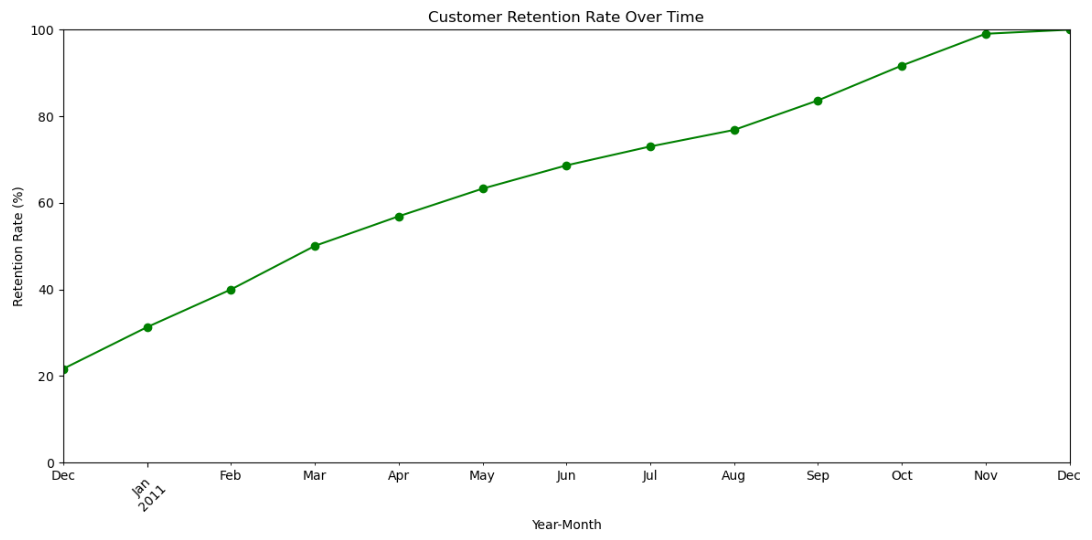 Customer Retention Rate Over Time
100
80
60
40
20
0
Retention Rate (%)
Dec Jan Feb Mar Apr May Jun Jul Aug Sep Oct Nov Dec
2011
Year-Month